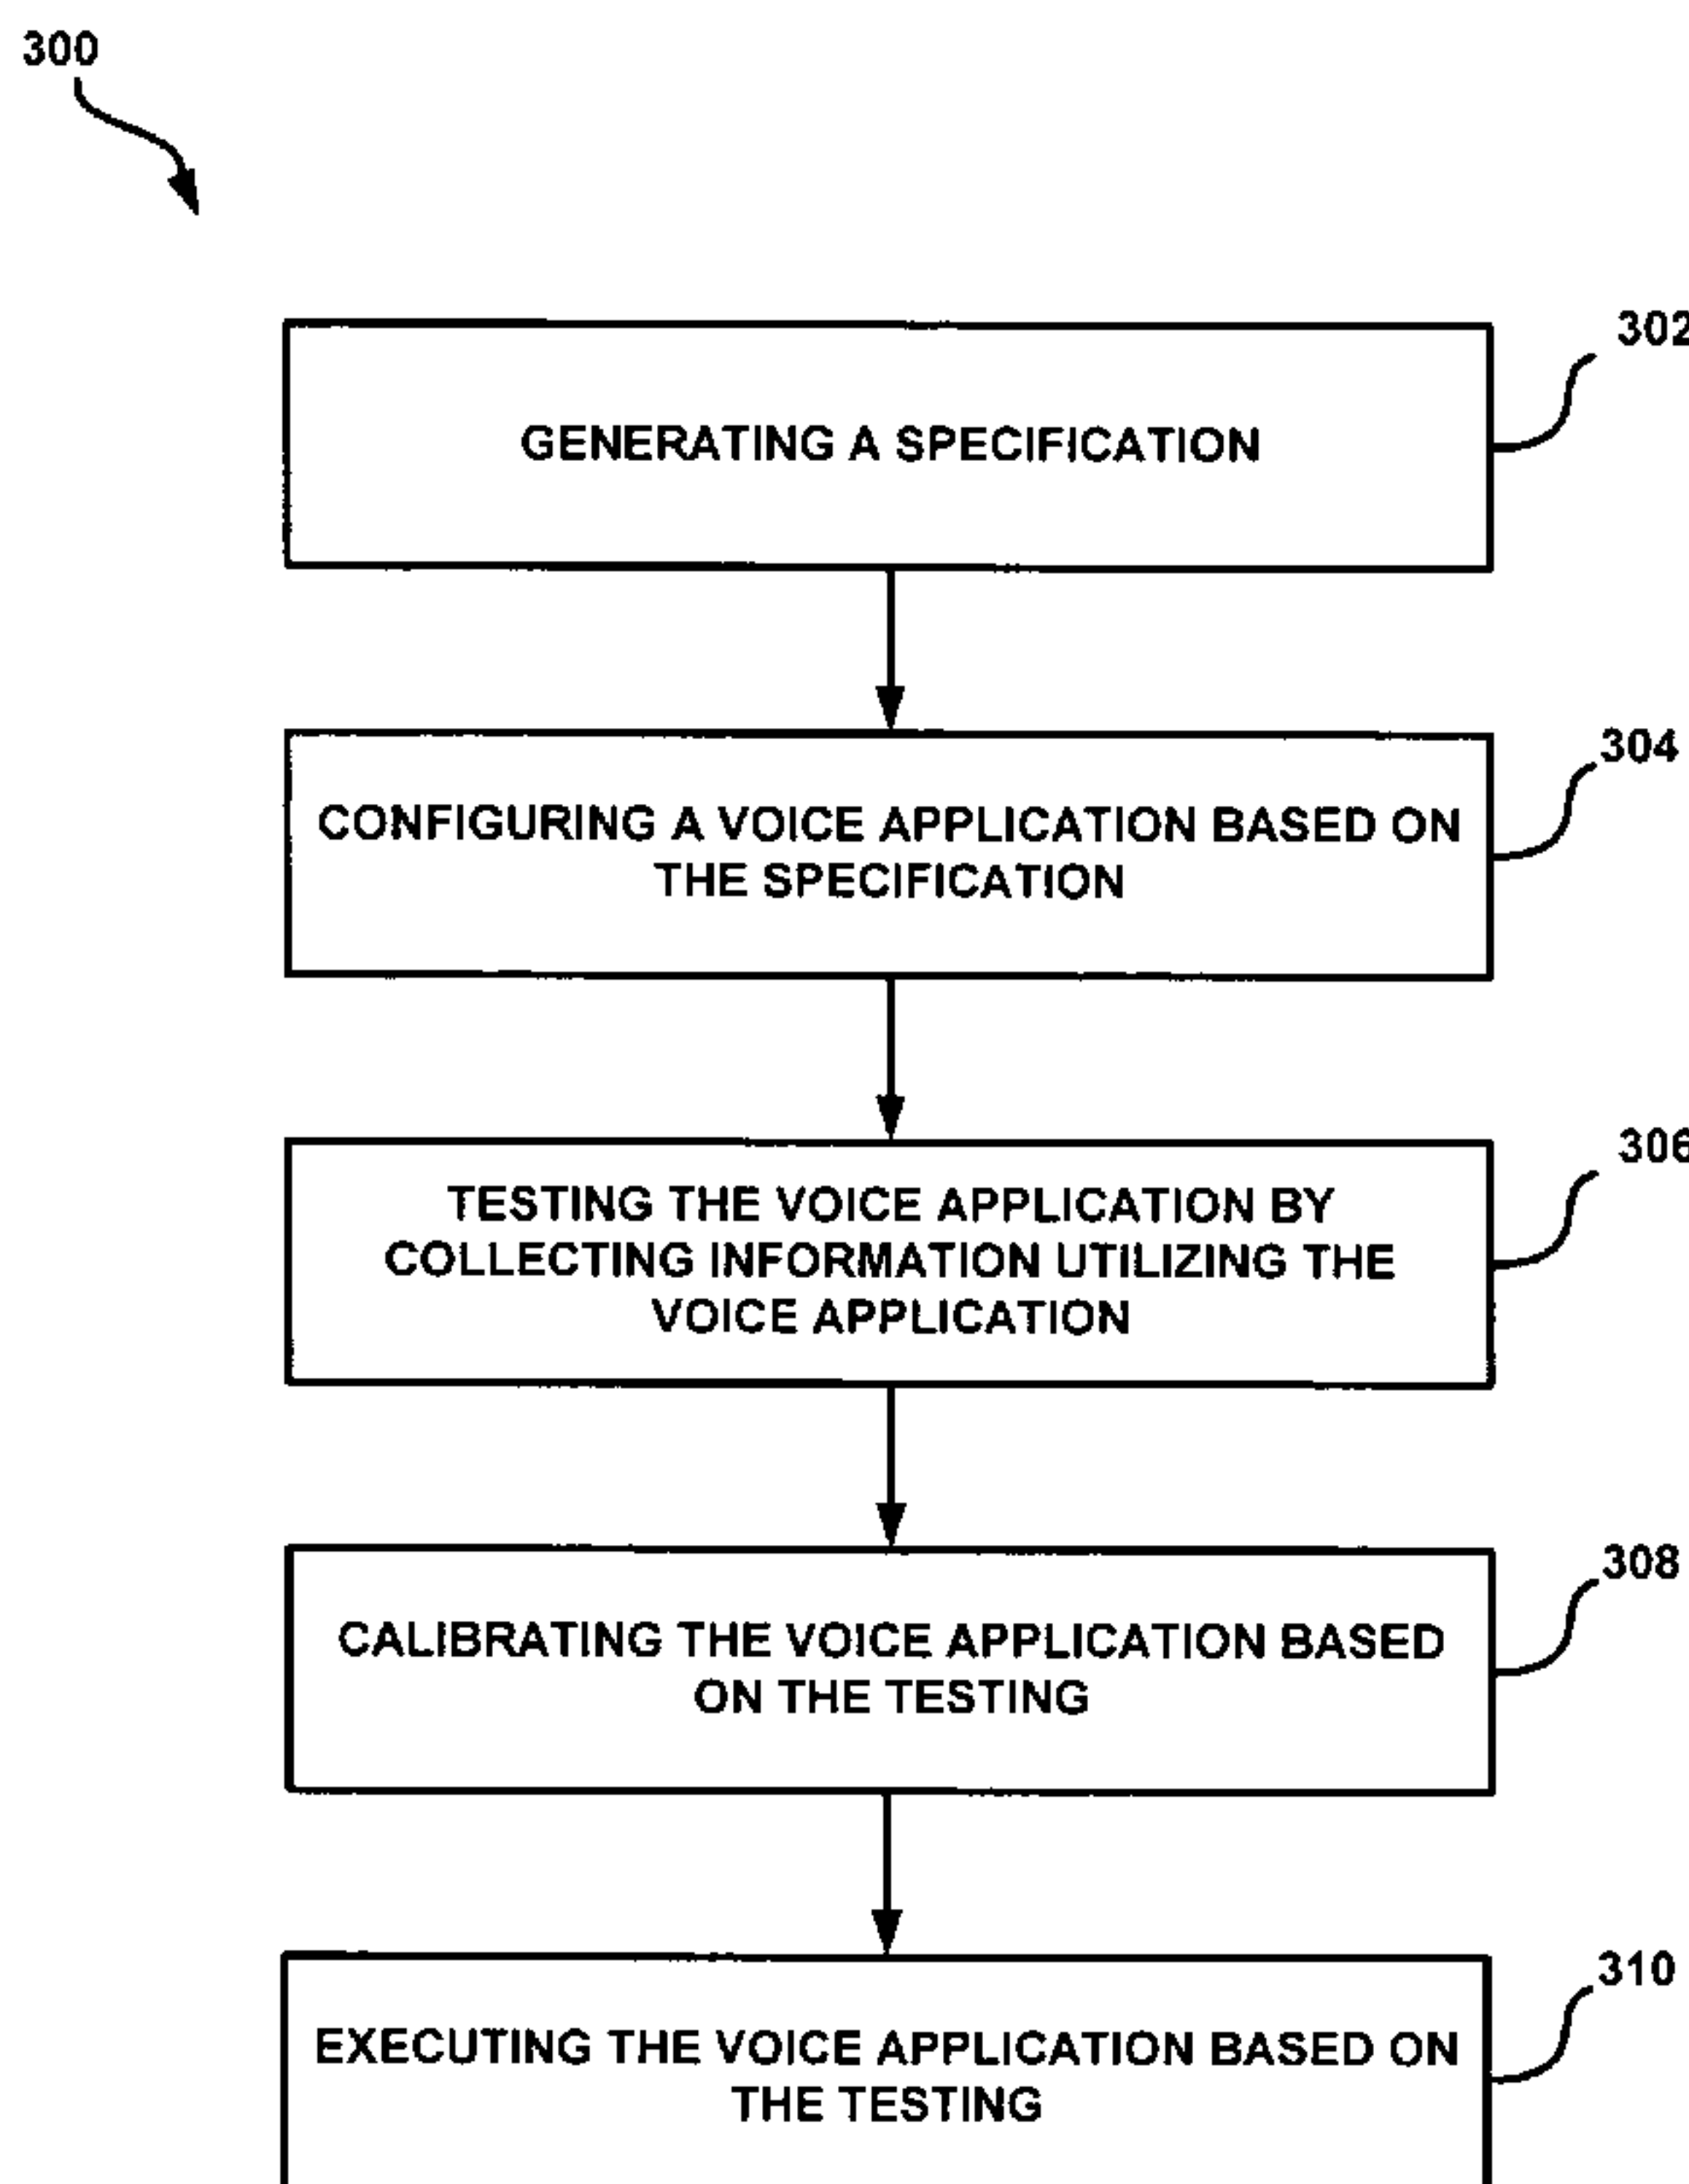 300
302
GENERATING A SPECIFICATION
304
CONFIGURING A VOICE APPLICATION BASED ON
THE SPECIFICATION
306
TESTING THE VOICE APPLICATION BY
COLLECTING INFORMATION UTILIZING THE
VOICE APPLICATION
308
CALIBRATING THE VOICE APPLICATION BASED
ON THE TESTING
310
EXECUTING THE VOICE APPLICATION BASED ON
THE TESTING